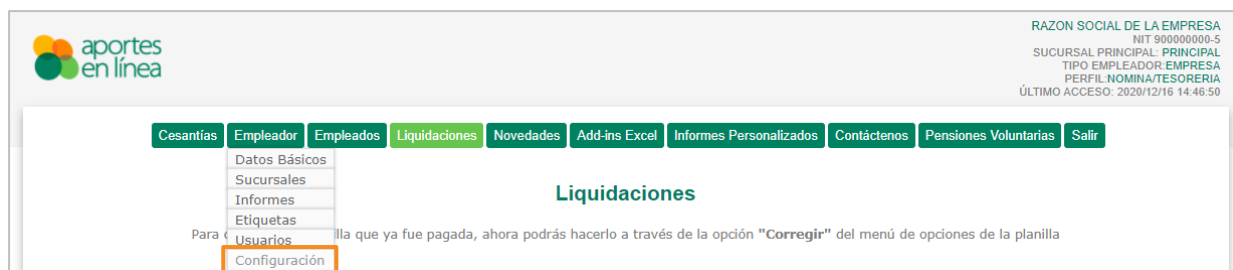 aportes
en línea
RAZON SOCIAL DE LA EMPRESA
NIT 900000000-5
SUCURSAL PRINCIPAL: PRINCIPAL
TIPO EMPLEADOR:EMPRESA
PERFIL:NOMINA/TESORERIA
ÚLTIMO ACCESO: 2020/12/16 14:46:50
Cesantías Empleador Empleados Liquidaciones Novedades Add-ins Excel Informes Personalizados Contáctenos Pensiones Voluntarias Salir
Datos Básicos
Sucursales
Informes
Etiquetas
Usuarios
Configuración
Liquidaciones
Para que ya fue pagada, ahora podrás hacerlo a través de la opción "Corregir" del menú de opciones de la planilla